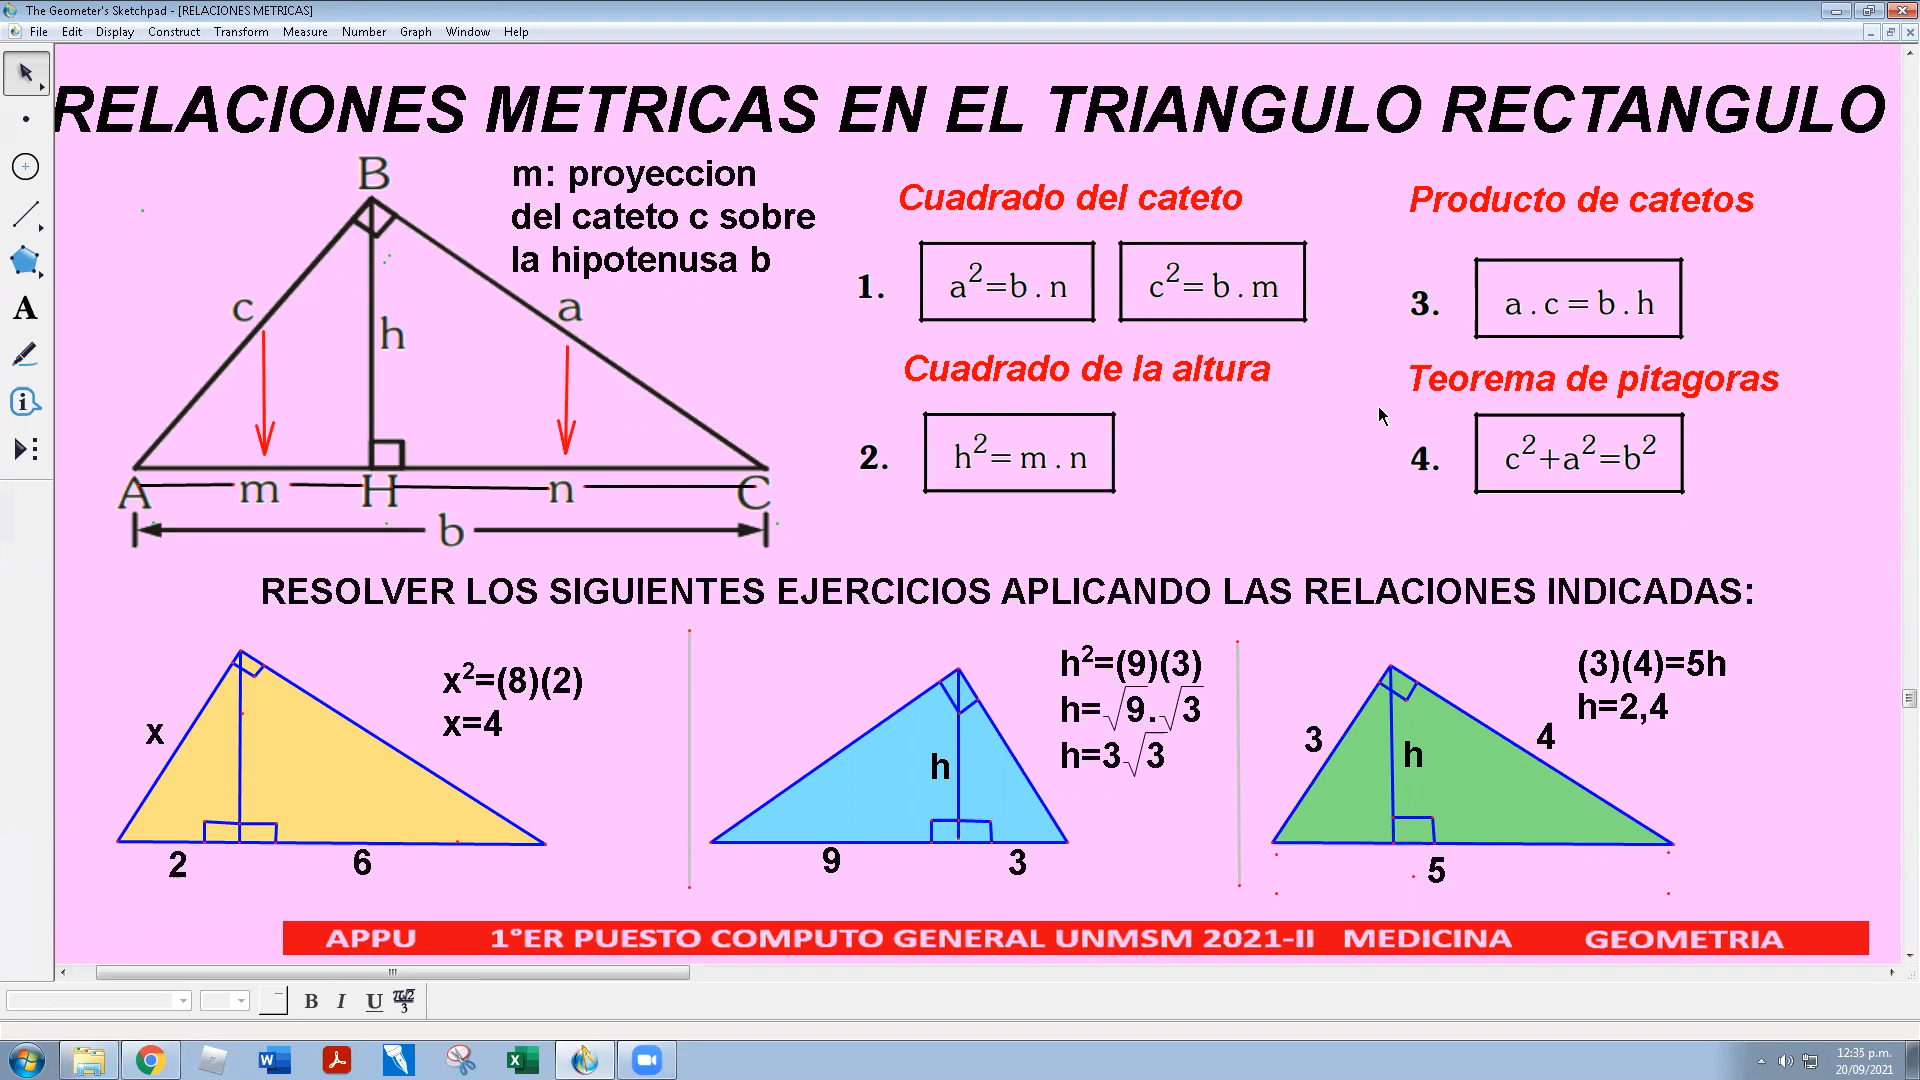 The Geometer's Sketchpad - [RELACIONES METRICAS]
File Edit Display Construct Transform Measure Number Graph Window Help
RELACIONES METRICAS EN EL TRIANGULO RECTANGULO
B
c
h
a
A m H n C
b
m: proyeccion
del cateto c sobre
la hipotenusa b
Cuadrado del cateto
1. a²=b.n c²=b.m
Cuadrado de la altura
2. h²=m.n
Producto de catetos
3. a.c=b.h
Teorema de pitagoras
4. c²+a²=b²
RESOLVER LOS SIGUIENTES EJERCICIOS APLICANDO LAS RELACIONES INDICADAS:
x
2 6
x²=(8)(2)
x=4
h
9 3
h²=(9)(3)
h=√9.√3
h=3√3
3 h 4
5
(3)(4)=5h
h=2,4
APPU 1°ER PUESTO COMPUTO GENERAL UNMSM 2021-II MEDICINA GEOMETRIA
B I U
12:35 p.m.
20/09/2021